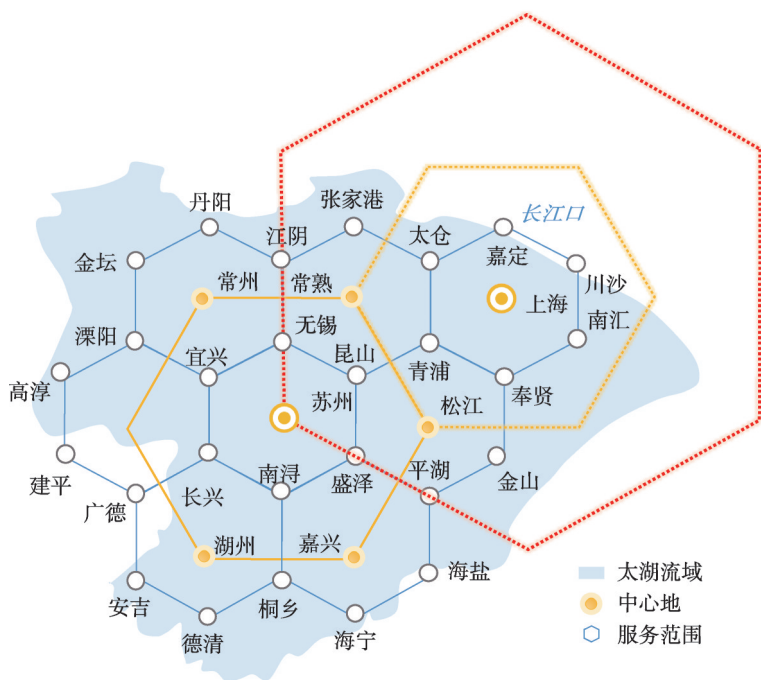 丹阳
张家港
长江口
江阴
太仓
嘉定
金坛
常州
常熟
川沙
上海
南汇
溧阳
无锡
宜兴
昆山
青浦
高淳
苏州
松江
奉贤
建平
南浔
盛泽
平湖
金山
广德
长兴
湖州
嘉兴
海盐
安吉
桐乡
德清
海宁
太湖流域
中心地
服务范围